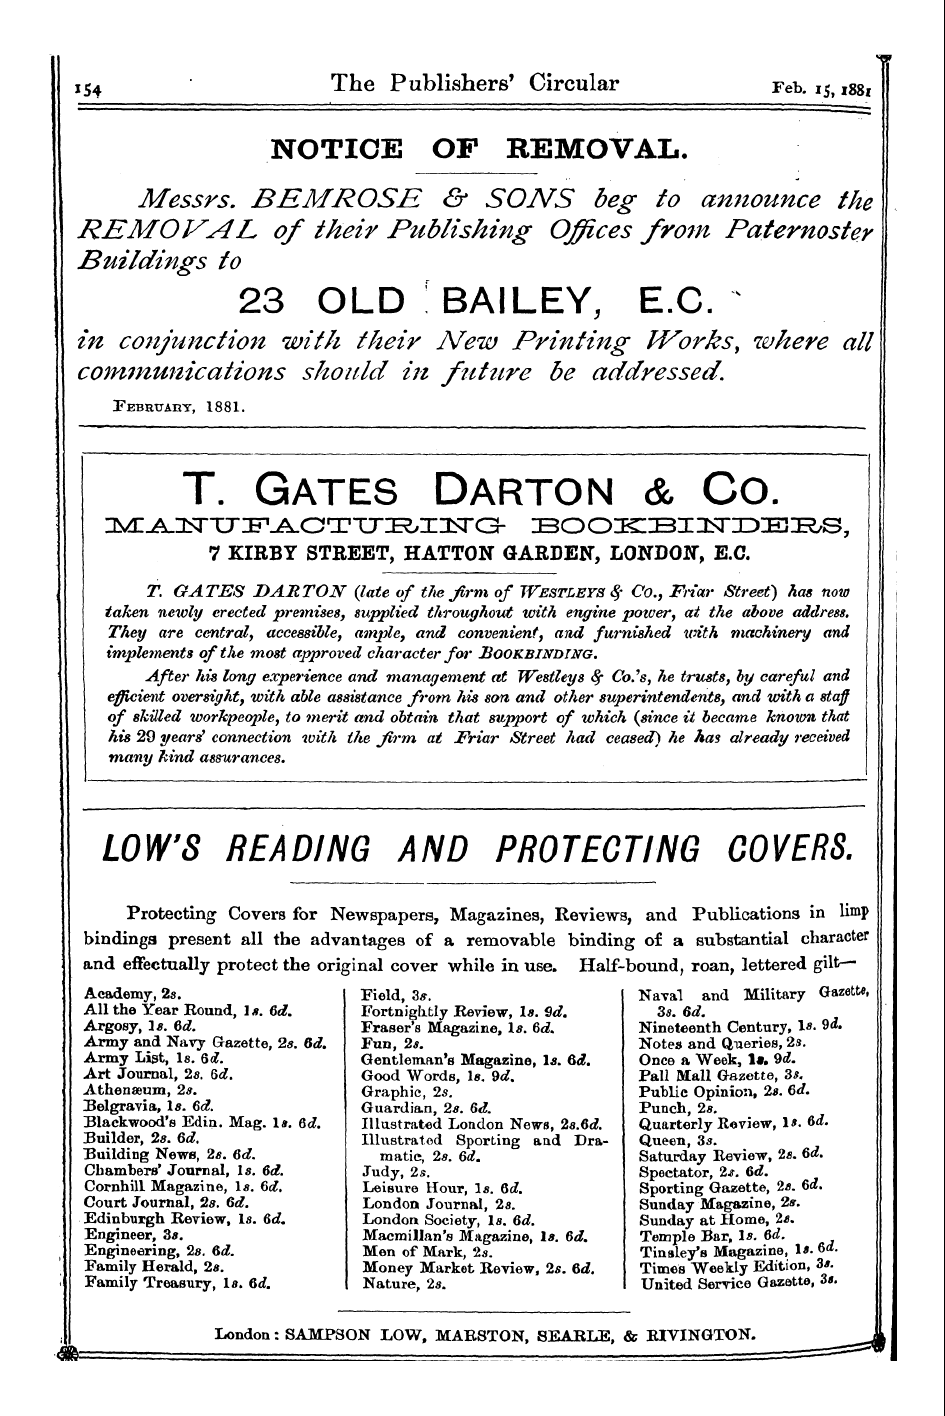 154 The Publishers' Circular Feb. 15, 1881
NOTICE OF REMOVAL.
Messrs. BEMROSE & SONS beg to announce the
REMOVAL of their Publishing Offices from Paternoster
Buildings to
23 OLD BAILEY, E.C.
in conjunction with their New Printing Works, where all
communications should in future be addressed.
FEBRUARY, 1881.
T. GATES DARTON & CO.
MANUFACTURING BOOKBINDERS,
7 KIRBY STREET, HATTON GARDEN, LONDON, E.C.
T. GATES DARTON (late of the firm of WESTLEYS & Co., Friar Street) has now
taken newly erected premises, supplied throughout with engine power, at the above address.
They are central, accessible, ample, and convenient, and furnished with machinery and
implements of the most approved character for BOOKBINDING.
After his long experience and management at Westleys & Co.'s, he trusts, by careful and
efficient oversight, with able assistance from his son and other superintendents, and with a staff
of skilled workpeople, to merit and obtain that support of which (since it became known that
his 29 years' connection with the firm at Friar Street had ceased) he has already received
many kind assurances.
LOW'S READING AND PROTECTING COVERS.
Protecting Covers for Newspapers, Magazines, Reviews, and Publications in limp
bindings present all the advantages of a removable binding of a substantial character
and effectually protect the original cover while in use. Half-bound, roan, lettered gilt—
Academy, 2s.
All the Year Round, 1s. 6d.
Argosy, 1s. 6d.
Army and Navy Gazette, 2s. 6d.
Army List, 1s. 6d.
Art Journal, 2s. 6d.
Athenæum, 2s.
Belgravia, 1s. 6d.
Blackwood's Edin. Mag. 1s. 6d.
Builder, 2s. 6d.
Building News, 2s. 6d.
Chambers' Journal, 1s. 6d.
Cornhill Magazine, 1s. 6d.
Court Journal, 2s. 6d.
Edinburgh Review, 1s. 6d.
Engineer, 3s.
Engineering, 2s. 6d.
Family Herald, 2s.
Family Treasury, 1s. 6d.
Field, 3s.
Fortnightly Review, 1s. 9d.
Fraser's Magazine, 1s. 6d.
Fun, 2s.
Gentleman's Magazine, 1s. 6d.
Good Words, 1s. 9d.
Graphic, 2s.
Guardian, 2s. 6d.
Illustrated London News, 2s.6d.
Illustrated Sporting and Dra-
matic, 2s. 6d.
Judy, 2s.
Leisure Hour, 1s. 6d.
London Journal, 2s.
London Society, 1s. 6d.
Macmillan's Magazine, 1s. 6d.
Men of Mark, 2s.
Money Market Review, 2s. 6d.
Nature, 2s.
Naval and Military Gazette,
3s. 6d.
Nineteenth Century, 1s. 9d.
Notes and Queries, 2s.
Once a Week, 1s. 9d.
Pall Mall Gazette, 3s.
Public Opinion, 2s. 6d.
Punch, 2s.
Quarterly Review, 1s. 6d.
Queen, 3s.
Saturday Review, 2s. 6d.
Spectator, 2s. 6d.
Sporting Gazette, 2s. 6d.
Sunday Magazine, 2s.
Sunday at Home, 2s.
Temple Bar, 1s. 6d.
Tinsley's Magazine, 1s. 6d.
Times Weekly Edition, 3s.
United Service Gazette, 3s.
London: SAMPSON LOW, MARSTON, SEARLE, & RIVINGTON.